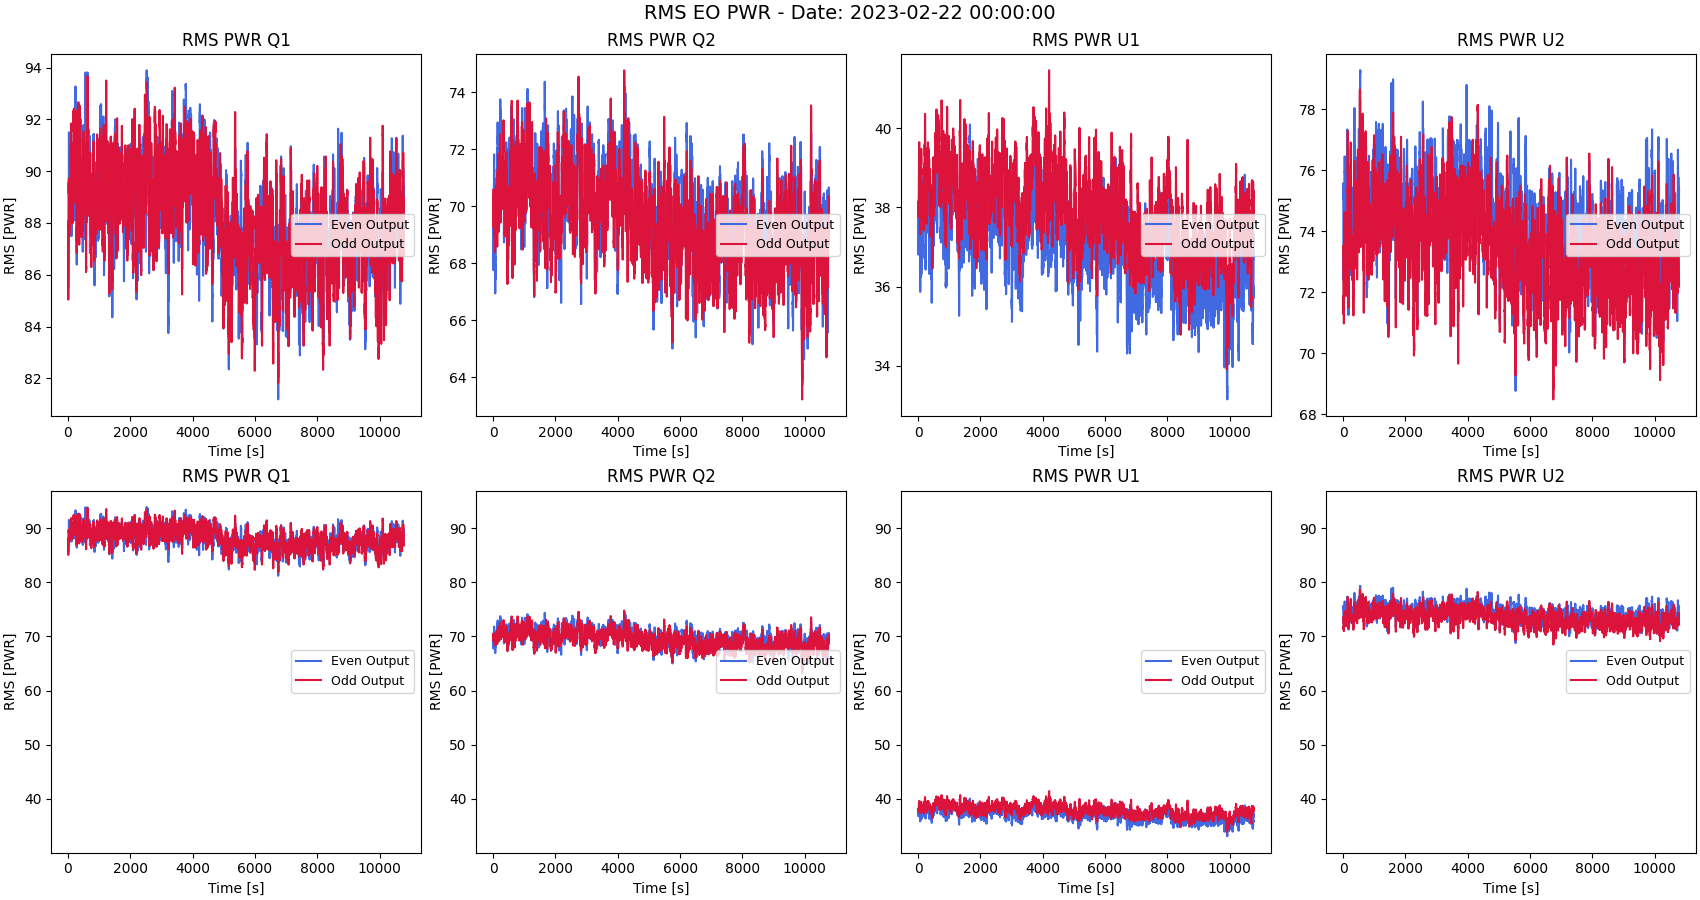 RMS EO PWR - Date: 2023-02-22 00:00:00
RMS PWR Q1
RMS [PWR]
94
92
90
88
86
84
82
Even Output
Odd Output
0 2000 4000 6000 8000 10000
Time [s]
RMS PWR Q2
RMS [PWR]
74
72
70
68
66
64
Even Output
Odd Output
0 2000 4000 6000 8000 10000
Time [s]
RMS PWR U1
RMS [PWR]
40
38
36
34
Even Output
Odd Output
0 2000 4000 6000 8000 10000
Time [s]
RMS PWR U2
RMS [PWR]
78
76
74
72
70
68
Even Output
Odd Output
0 2000 4000 6000 8000 10000
Time [s]
RMS PWR Q1
RMS [PWR]
90
80
70
60
50
40
Even Output
Odd Output
0 2000 4000 6000 8000 10000
Time [s]
RMS PWR Q2
RMS [PWR]
90
80
70
60
50
40
Even Output
Odd Output
0 2000 4000 6000 8000 10000
Time [s]
RMS PWR U1
RMS [PWR]
90
80
70
60
50
40
Even Output
Odd Output
0 2000 4000 6000 8000 10000
Time [s]
RMS PWR U2
RMS [PWR]
90
80
70
60
50
40
Even Output
Odd Output
0 2000 4000 6000 8000 10000
Time [s]